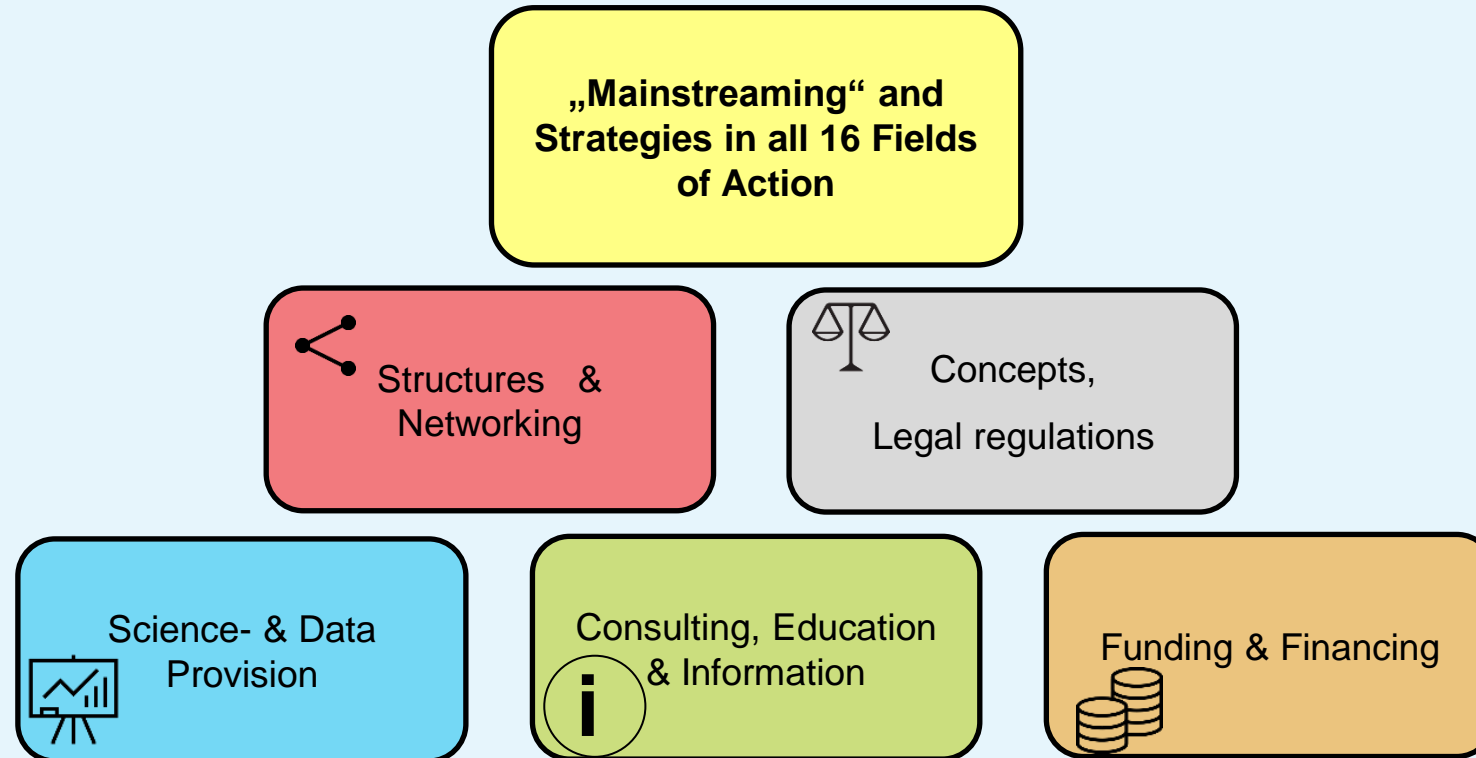 „Mainstreaming“ and
Strategies in all 16 Fields
of Action
Structures &
Networking
Concepts,
Legal regulations
Science- & Data
Provision
Consulting, Education
& Information
i
Funding & Financing